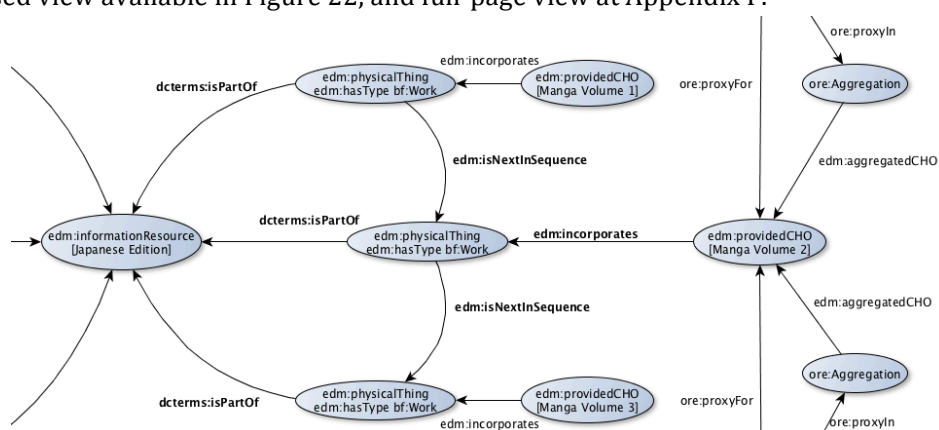 sed view available in Figure 22, and full-page view at Appendix F.
ore:proxyIn
edm:incorporates
edm:physicalThing
edm:hasType bf:Work
edm:providedCHO
[Manga Volume 1]
ore:proxyFor
ore:Aggregation
dcterms:isPartOf
edm:isNextInSequence
edm:aggregatedCHO
dcterms:isPartOf
edm:informationResource
[Japanese Edition]
edm:physicalThing
edm:hasType bf:Work
edm:incorporates
edm:providedCHO
[Manga Volume 2]
edm:isNextInSequence
edm:aggregatedCHO
ore:Aggregation
dcterms:isPartOf
edm:physicalThing
edm:hasType bf:Work
edm:providedCHO
[Manga Volume 3]
ore:proxyFor
edm:incorporates
ore:proxyIn